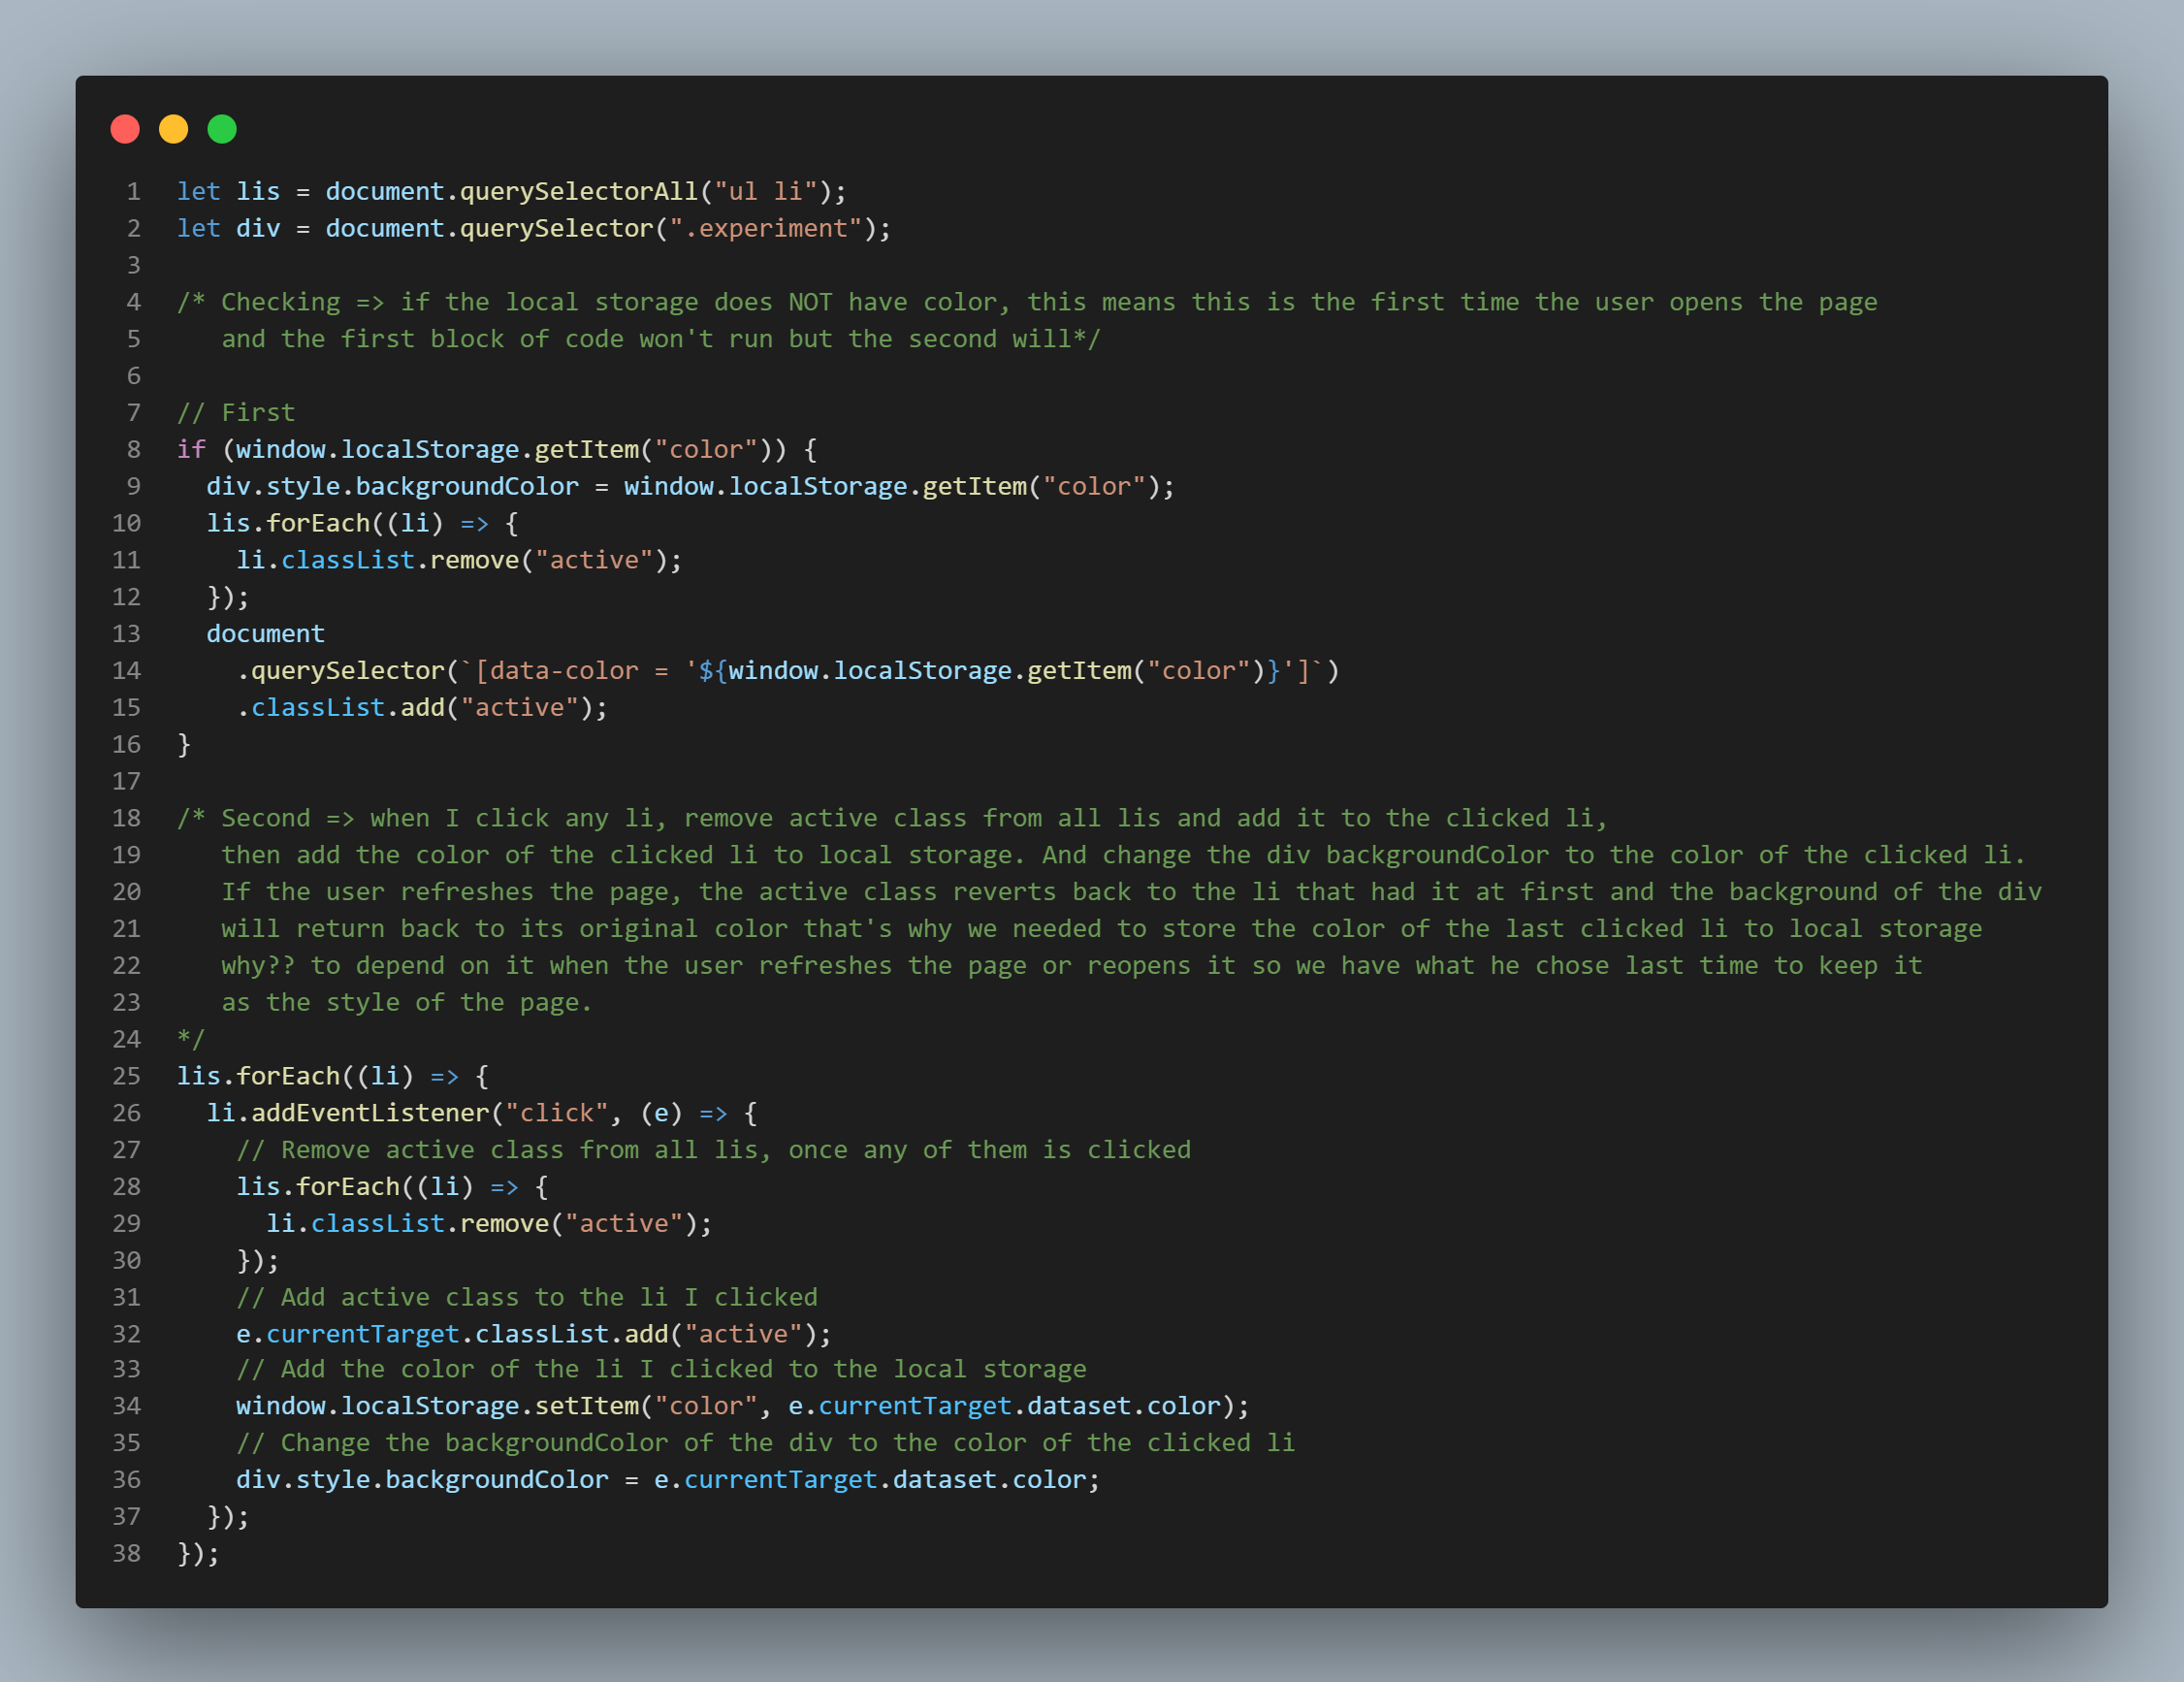 1 let lis = document.querySelectorAll("ul li");
2 let div = document.querySelector(".experiment");
3
4 /* Checking => if the local storage does NOT have color, this means this is the first time the user opens the page
5    and the first block of code won't run but the second will*/
6
7 // First
8 if (window.localStorage.getItem("color")) {
9   div.style.backgroundColor = window.localStorage.getItem("color");
10   lis.forEach((li) => {
11     li.classList.remove("active");
12   });
13   document
14     .querySelector(`[data-color = '${window.localStorage.getItem("color")}']`)
15     .classList.add("active");
16 }
17
18 /* Second => when I click any li, remove active class from all lis and add it to the clicked li,
19    then add the color of the clicked li to local storage. And change the div backgroundColor to the color of the clicked li.
20    If the user refreshes the page, the active class reverts back to the li that had it at first and the background of the div
21    will return back to its original color that's why we needed to store the color of the last clicked li to local storage
22    why?? to depend on it when the user refreshes the page or reopens it so we have what he chose last time to keep it
23    as the style of the page.
24 */
25 lis.forEach((li) => {
26   li.addEventListener("click", (e) => {
27     // Remove active class from all lis, once any of them is clicked
28     lis.forEach((li) => {
29       li.classList.remove("active");
30     });
31     // Add active class to the li I clicked
32     e.currentTarget.classList.add("active");
33     // Add the color of the li I clicked to the local storage
34     window.localStorage.setItem("color", e.currentTarget.dataset.color);
35     // Change the backgroundColor of the div to the color of the clicked li
36     div.style.backgroundColor = e.currentTarget.dataset.color;
37   });
38 });